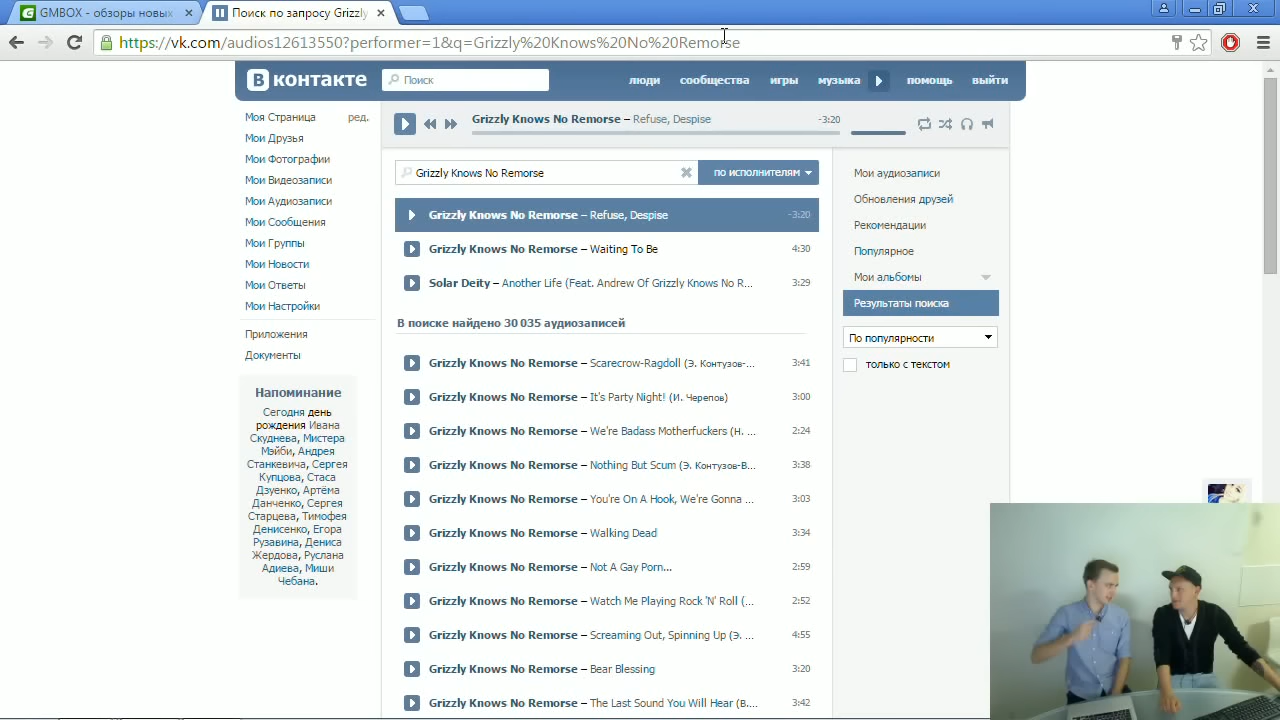 GMBOX - обзоры новых
Поиск по запросу Grizzly
https://vk.com/audios12613550?performer=1&q=Grizzly%20Knows%20No%20Remorse
В контакте
Поиск
люди
сообщества
игры
музыка
помощь
выйти
Моя Страница
ред.
Мои Друзья
Мои Фотографии
Мои Видеозаписи
Мои Аудиозаписи
Мои Сообщения
Мои Группы
Мои Новости
Мои Ответы
Мои Настройки
Приложения
Документы
Напоминание
Сегодня день
рождения Ивана
Скуднева, Мистера
Мэйби, Андрея
Станкевича, Сергея
Купцова, Стаса
Дзуенко, Артёма
Данченко, Сергея
Старцева, Тимофея
Денисенко, Егора
Рузавина, Дениса
Жердова, Руслана
Адиева, Миши
Чебана.
Grizzly Knows No Remorse – Refuse, Despise
-3:20
Grizzly Knows No Remorse
по исполнителям
Grizzly Knows No Remorse – Refuse, Despise -3:20
Grizzly Knows No Remorse – Waiting To Be 4:30
Solar Deity – Another Life (Feat. Andrew Of Grizzly Knows No R... 3:29
В поиске найдено 30 035 аудиозаписей
Grizzly Knows No Remorse – Scarecrow-Ragdoll (Э. Контузов-... 3:41
Grizzly Knows No Remorse – It's Party Night! (И. Черепов) 3:00
Grizzly Knows No Remorse – We're Badass Motherfuckers (Н. ... 2:24
Grizzly Knows No Remorse – Nothing But Scum (Э. Контузов-В... 3:38
Grizzly Knows No Remorse – You're On A Hook, We're Gonna ... 3:03
Grizzly Knows No Remorse – Walking Dead 3:34
Grizzly Knows No Remorse – Not A Gay Porn... 2:59
Grizzly Knows No Remorse – Watch Me Playing Rock 'N' Roll (... 2:52
Grizzly Knows No Remorse – Screaming Out, Spinning Up (Э. ... 4:55
Grizzly Knows No Remorse – Bear Blessing 3:20
Grizzly Knows No Remorse – The Last Sound You Will Hear (В.... 3:42
Мои аудиозаписи
Обновления друзей
Рекомендации
Популярное
Мои альбомы
Результаты поиска
По популярности
только с текстом